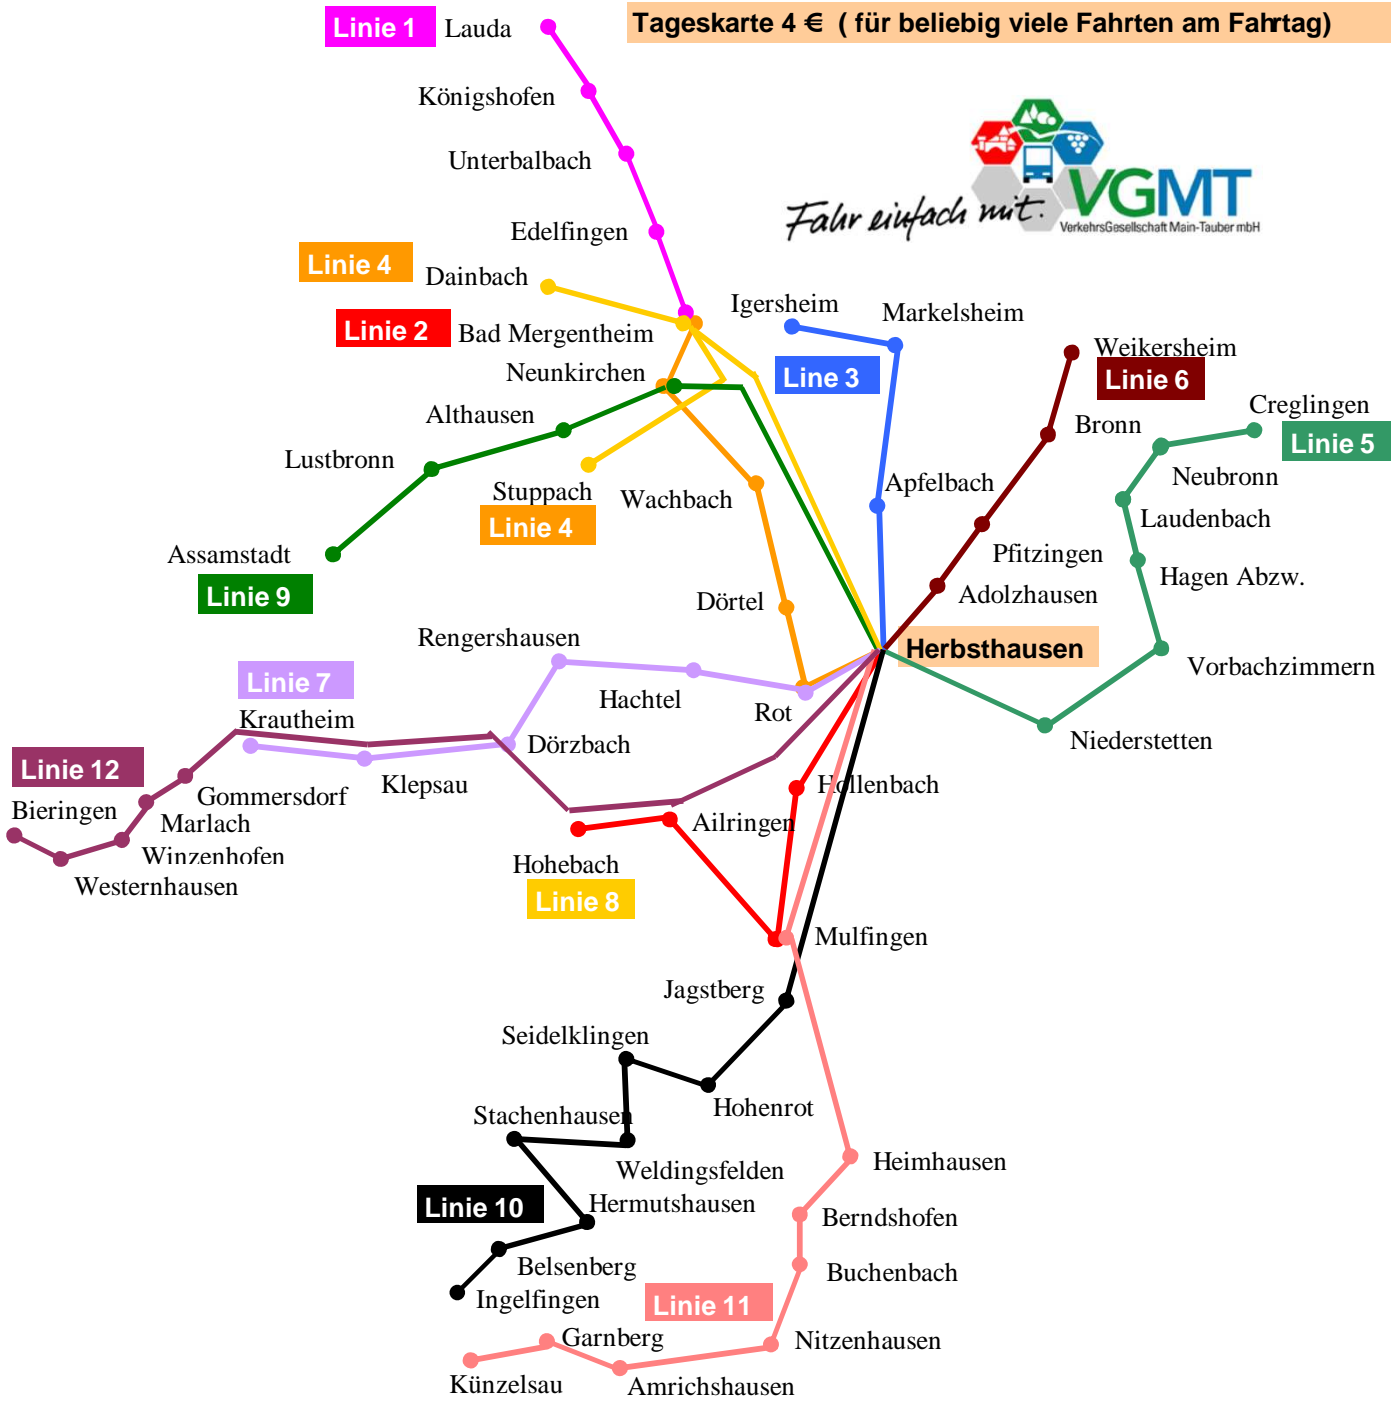 Linie 1 Lauda
Tageskarte 4 € ( für beliebig viele Fahrten am Fahrtag)
Königshofen
Unterbalbach
Fahr einfach mit.
VGMT
VerkehrsGesellschaft Main-Tauber mbH
Edelfingen
Linie 4
Dainbach
Igersheim
Markelsheim
Linie 2
Bad Mergentheim
Weikersheim
Neunkirchen
Line 3
Linie 6
Creglingen
Althausen
Bronn
Linie 5
Lustbronn
Neubronn
Stuppach
Wachbach
Apfelbach
Laudenbach
Linie 4
Assamstadt
Pfitzingen
Hagen Abzw.
Linie 9
Dörtel
Adolzhausen
Rengershausen
Herbsthausen
Vorbachzimmern
Linie 7
Hachtel
Rot
Krautheim
Dörzbach
Niederstetten
Linie 12
Klepsau
Hollenbach
Gommersdorf
Bieringen
Marlach
Ailringen
Winzenhofen
Hohebach
Westernhausen
Linie 8
Mulfingen
Jagstberg
Seidelklingen
Hohenrot
Stachenhausen
Weldingsfelden
Heimhausen
Linie 10
Hermutshausen
Berndshofen
Belsenberg
Buchenbach
Ingelfingen
Linie 11
Garnberg
Nitzenhausen
Künzelsau
Amrichshausen